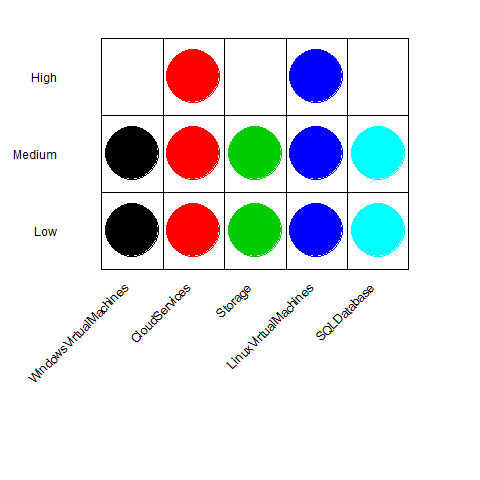 High
Medium
Low
WindowsVirtualMachines
CloudServices
Storage
LinuxVirtualMachines
SQLDatabase